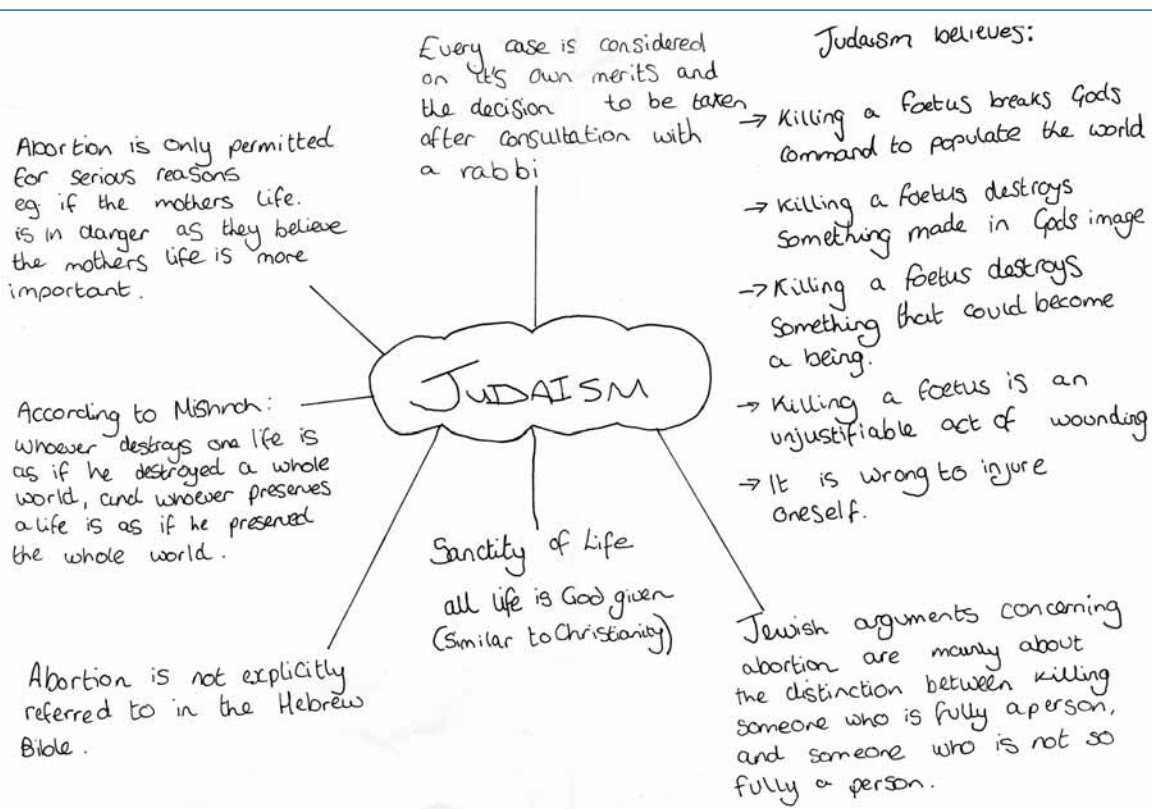 Every case is considered
on it's own merits and
the decision to be taken
after consultation with
a rabbi
Judaism believes:
→ Killing a foetus breaks Gods
command to populate the world
→ Killing a foetus destroys
something made in Gods image
→ Killing a foetus destroys
something that could become
a being.
→ Killing a foetus is an
unjustifiable act of wounding
→ It is wrong to injure
oneself.
Abortion is only permitted
for serious reasons
eg. if the mothers life.
is in danger as they believe
the mothers life is more
important.
JUDAISM
According to Mishnah:
whoever destroys one life is
as if he destroyed a whole
world, and whoever preserves
a life is as if he preserved
the whole world.
Sanctity of Life
all life is God given
(Similar to Christianity)
Abortion is not explicitly
referred to in the Hebrew
Bible.
Jewish arguments concerning
abortion are mainly about
the distinction between killing
someone who is fully a person,
and someone who is not so
fully a person.